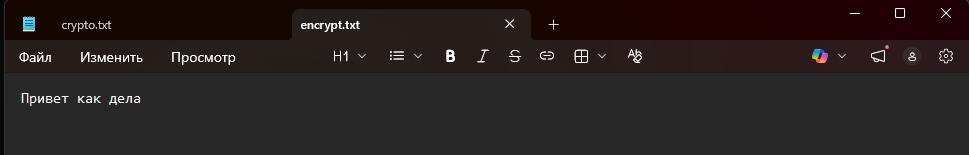 crypto.txt encrypt.txt
Файл Изменить Просмотр H1 B I S
Привет как дела